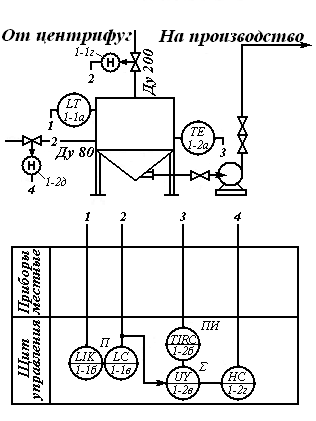 От центрифуг
На производство
1-1г
Н
2
Ду 200
LT
1-1а
1
TE
1-2а
3
2
Ду 80
Н
1-2д
4
1
2
3
4
Приборы
местные
Щит
управления
ПИ
TIRC
1-2б
П
LIK
1-1б
LC
1-1в
Σ
UY
1-2в
HC
1-2г